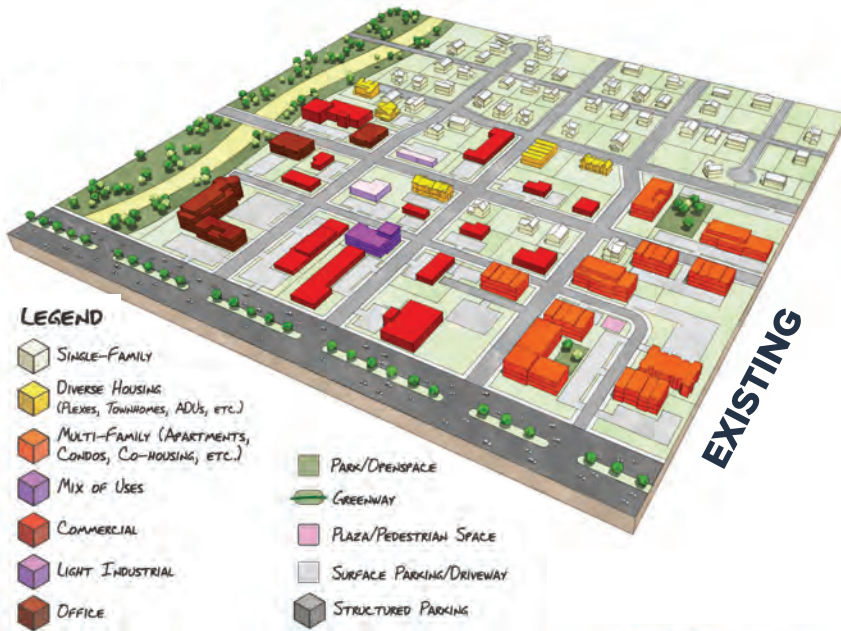 LEGEND
SINGLE-FAMILY
DIVERSE HOUSING
(PLEXES, TOWNHOMES, ADUS, ETC.)
MULTI-FAMILY (APARTMENTS,
CONDOS, CO-HOUSING, ETC.)
MIX OF USES
COMMERCIAL
LIGHT INDUSTRIAL
OFFICE
PARK/OPENSPACE
GREENWAY
PLAZA/PEDESTRIAN SPACE
SURFACE PARKING/DRIVEWAY
STRUCTURED PARKING
EXISTING